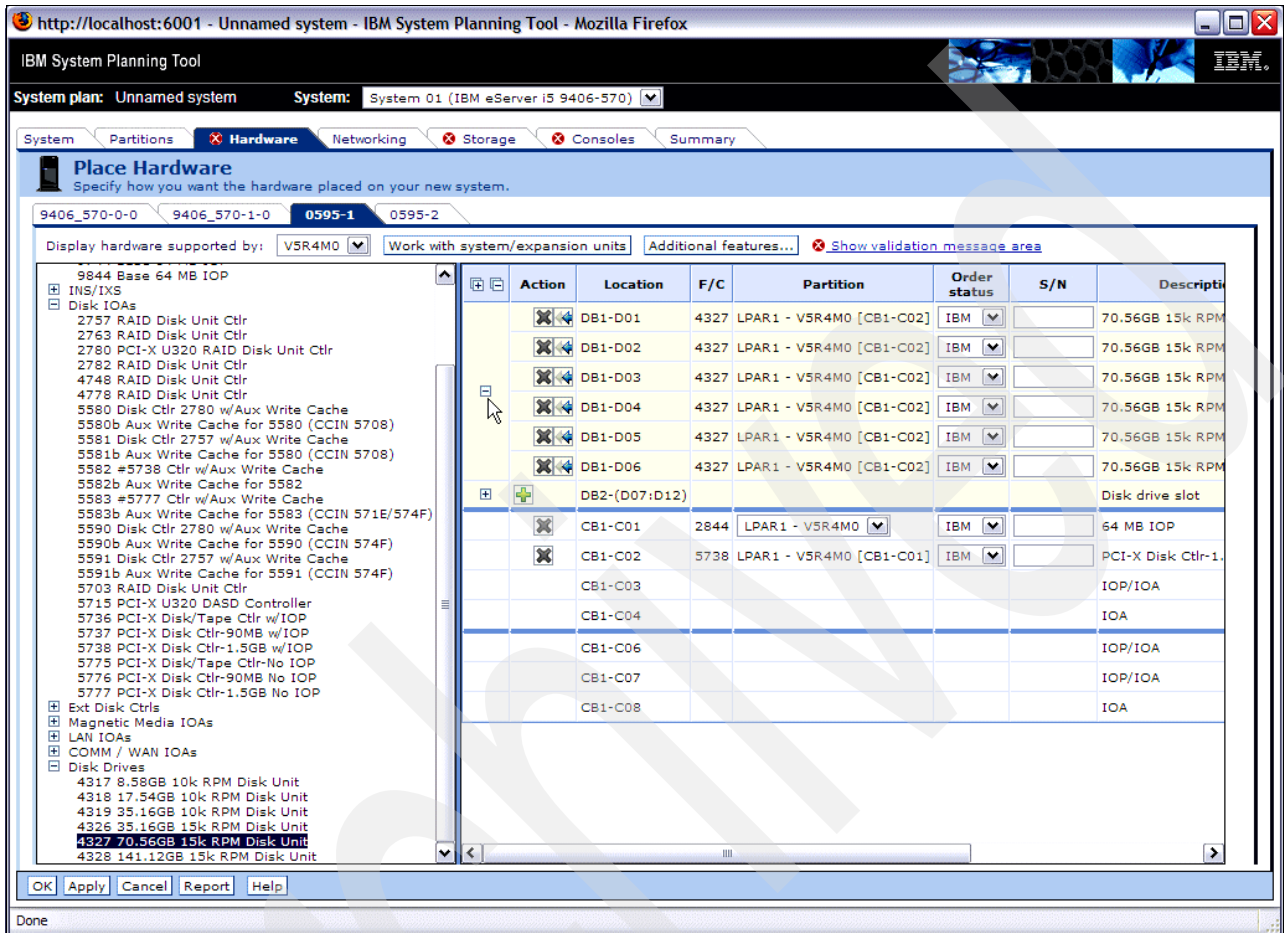 http://localhost:6001 - Unnamed system - IBM System Planning Tool - Mozilla Firefox
IBM System Planning Tool
IBM.
System plan: Unnamed system System: System 01 (IBM eServer i5 9406-570)
System Partitions Hardware Networking Storage Consoles Summary
Place Hardware
Specify how you want the hardware placed on your new system.
9406_570-0-0 9406_570-1-0 0595-1 0595-2
Display hardware supported by: V5R4M0 Work with system/expansion units Additional features... Show validation message area
9844 Base 64 MB IOP
INS/IXS
Disk IOAs
2757 RAID Disk Unit Ctlr
2763 RAID Disk Unit Ctlr
2780 PCI-X U320 RAID Disk Unit Ctlr
2782 RAID Disk Unit Ctlr
4748 RAID Disk Unit Ctlr
4778 RAID Disk Unit Ctlr
5580 Disk Ctlr 2780 w/Aux Write Cache
5580b Aux Write Cache for 5580 (CCIN 5708)
5581 Disk Ctlr 2757 w/Aux Write Cache
5581b Aux Write Cache for 5580 (CCIN 5708)
5582 #5738 Ctlr w/Aux Write Cache
5582b Aux Write Cache for 5582
5583 #5777 Ctlr w/Aux Write Cache
5583b Aux Write Cache for 5583 (CCIN 571E/574F)
5590 Disk Ctlr 2780 w/Aux Write Cache
5590b Aux Write Cache for 5590 (CCIN 574F)
5591 Disk Ctlr 2757 w/Aux Write Cache
5591b Aux Write Cache for 5591 (CCIN 574F)
5703 RAID Disk Unit Ctlr
5715 PCI-X U320 DASD Controller
5736 PCI-X Disk/Tape Ctlr w/IOP
5737 PCI-X Disk Ctlr-90MB w/IOP
5738 PCI-X Disk Ctlr-1.5GB w/IOP
5775 PCI-X Disk/Tape Ctlr-No IOP
5776 PCI-X Disk Ctlr-90MB No IOP
5777 PCI-X Disk Ctlr-1.5GB No IOP
Ext Disk Ctrls
Magnetic Media IOAs
LAN IOAs
COMM / WAN IOAs
Disk Drives
4317 8.58GB 10k RPM Disk Unit
4318 17.54GB 10k RPM Disk Unit
4319 35.16GB 10k RPM Disk Unit
4326 35.16GB 15k RPM Disk Unit
4327 70.56GB 15k RPM Disk Unit
4328 141.12GB 15k RPM Disk Unit
Action Location F/C Partition Order status S/N Descripti
DB1-D01 4327 LPAR1 - V5R4M0 [CB1-C02] IBM 70.56GB 15k RPM
DB1-D02 4327 LPAR1 - V5R4M0 [CB1-C02] IBM 70.56GB 15k RPM
DB1-D03 4327 LPAR1 - V5R4M0 [CB1-C02] IBM 70.56GB 15k RPM
DB1-D04 4327 LPAR1 - V5R4M0 [CB1-C02] IBM 70.56GB 15k RPM
DB1-D05 4327 LPAR1 - V5R4M0 [CB1-C02] IBM 70.56GB 15k RPM
DB1-D06 4327 LPAR1 - V5R4M0 [CB1-C02] IBM 70.56GB 15k RPM
DB2-(D07:D12) Disk drive slot
CB1-C01 2844 LPAR1 - V5R4M0 IBM 64 MB IOP
CB1-C02 5738 LPAR1 - V5R4M0 [CB1-C01] IBM PCI-X Disk Ctlr-1.
CB1-C03 IOP/IOA
CB1-C04 IOA
CB1-C06 IOP/IOA
CB1-C07 IOP/IOA
CB1-C08 IOA
OK Apply Cancel Report Help
Done